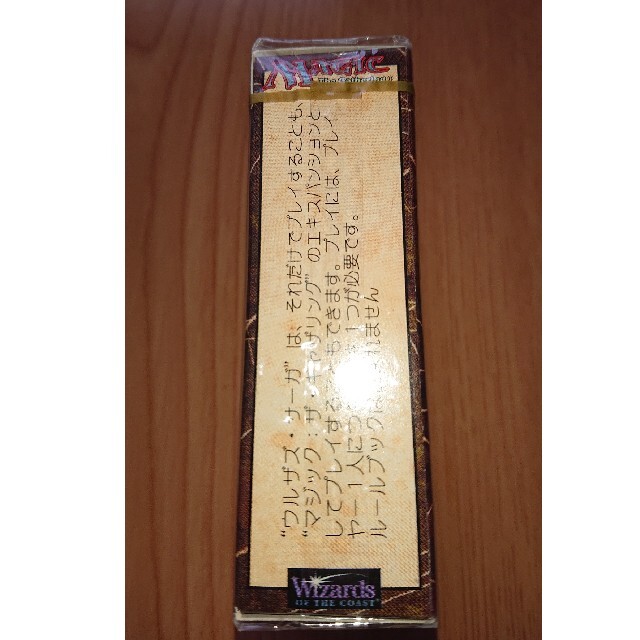 Magic
The Gathering
“ウルザズ・サーガ” は、それだけでプレイすることも、
“マジック：ザ・ギャザリング” のエキスパンションと
してプレイすることもできます。プレイには、プレイ
ヤー1人につ 1つが必要です。
ルールブックは れません
Wizards
OF THE COAST